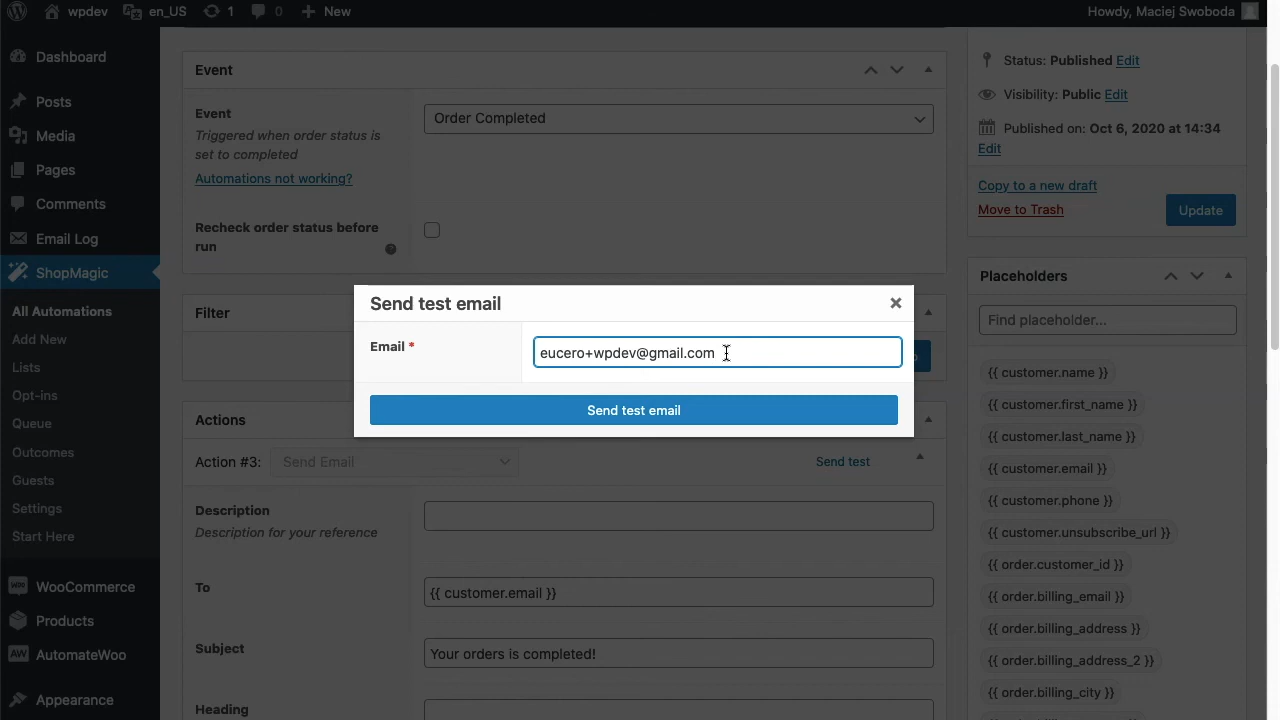 wpdev en_US 1 0 New Howdy, Maciej Swoboda
Dashboard
Posts
Media
Pages
Comments
Email Log
ShopMagic
All Automations
Add New
Lists
Opt-ins
Queue
Outcomes
Guests
Settings
Start Here
WooCommerce
Products
AutomateWoo
Appearance
Event
Event
Triggered when order status is
set to completed
Automations not working?
Order Completed
Recheck order status before
run
Filter
Send test email
Email *
eucero+wpdev@gmail.com
Send test email
Actions
Action #3: Send Email Send test
Description
Description for your reference
To
{{ customer.email }}
Subject
Your orders is completed!
Heading
Status: Published Edit
Visibility: Public Edit
Published on: Oct 6, 2020 at 14:34
Edit
Copy to a new draft
Move to Trash
Update
Placeholders
Find placeholder...
{{ customer.name }}
{{ customer.first_name }}
{{ customer.last_name }}
{{ customer.email }}
{{ customer.phone }}
{{ customer.unsubscribe_url }}
{{ order.customer_id }}
{{ order.billing_email }}
{{ order.billing_address }}
{{ order.billing_address_2 }}
{{ order.billing_city }}